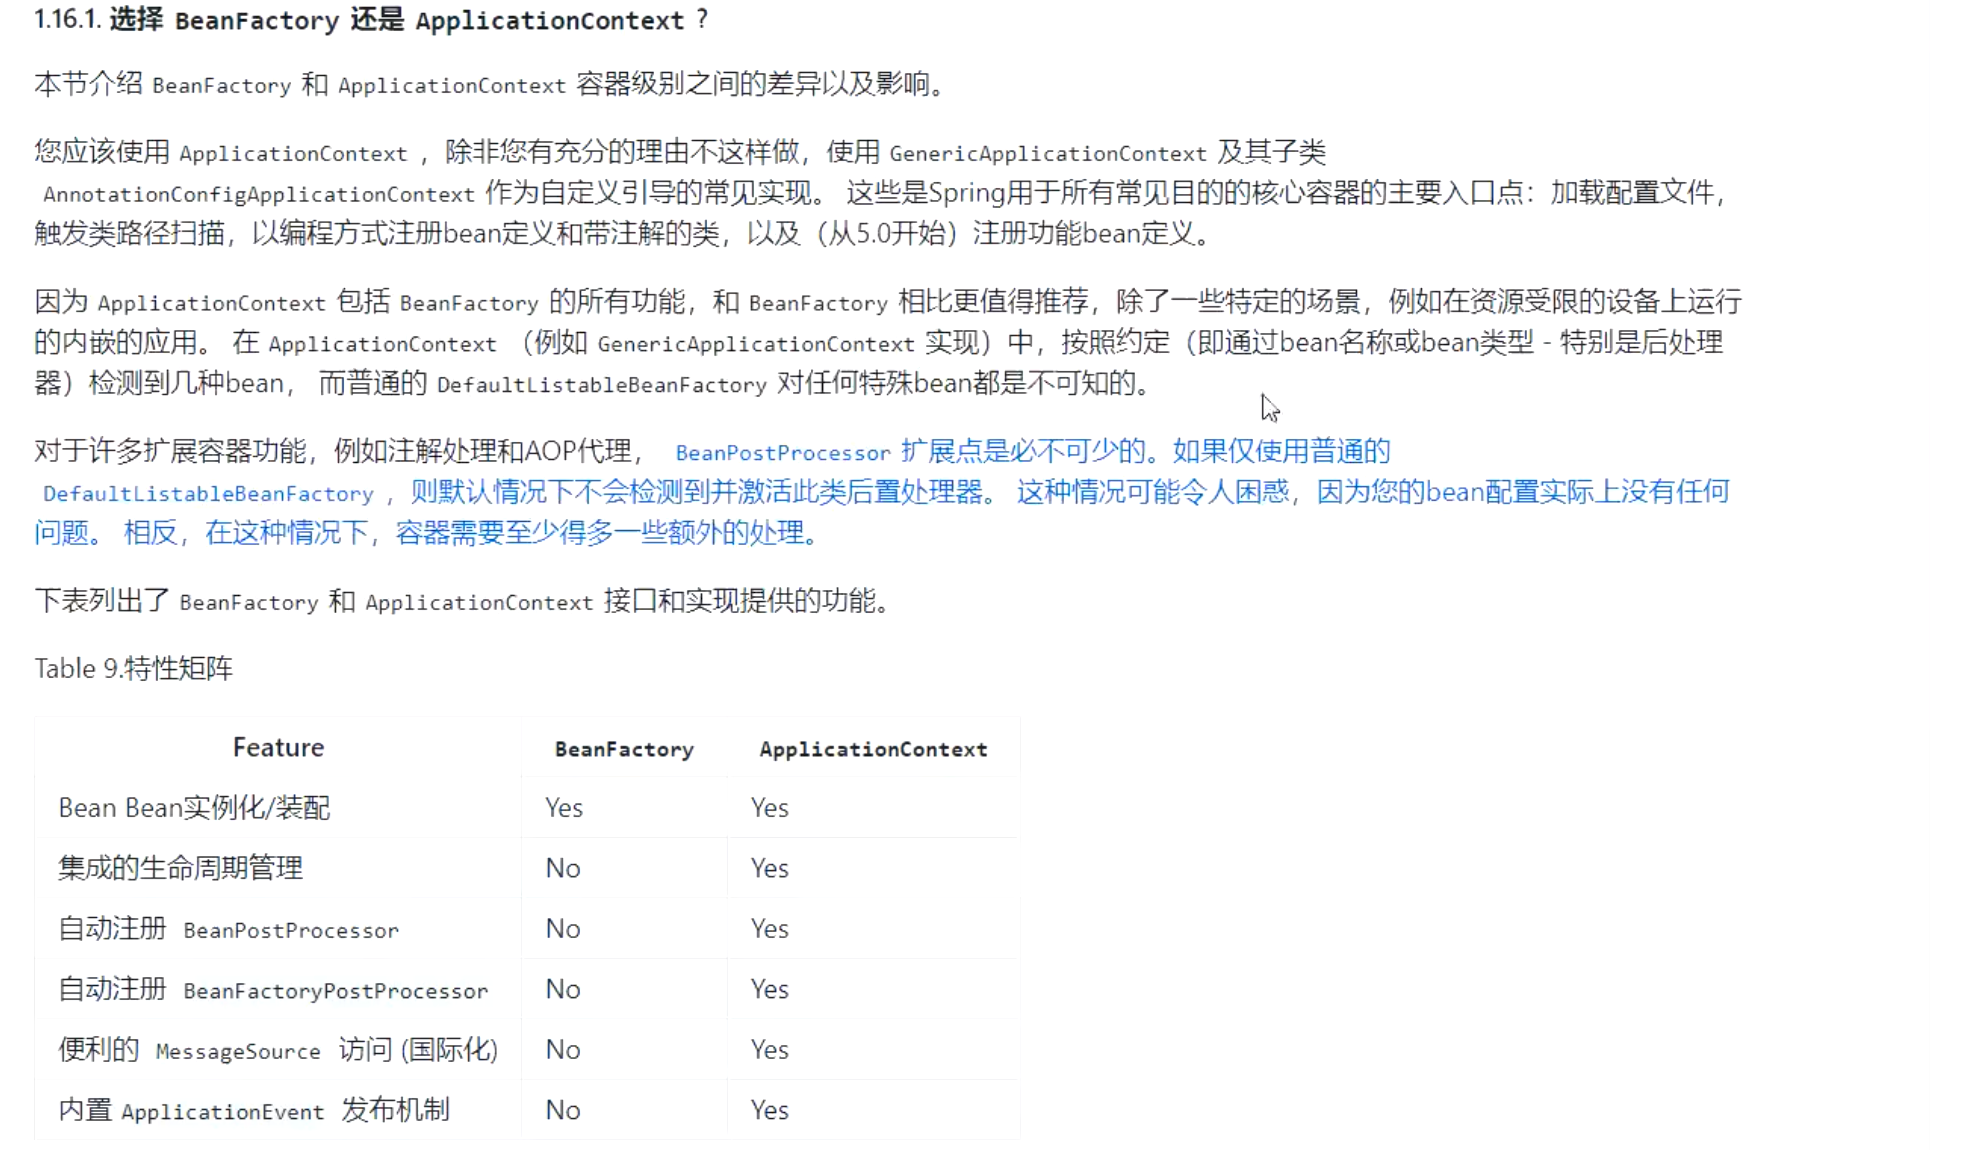 1.16.1. 选择 BeanFactory 还是 ApplicationContext ?
本节介绍 BeanFactory 和 ApplicationContext 容器级别之间的差异以及影响。
您应该使用 ApplicationContext ，除非您有充分的理由不这样做，使用 GenericApplicationContext 及其子类
AnnotationConfigApplicationContext 作为自定义引导的常见实现。 这些是Spring用于所有常见目的的核心容器的主要入口点：加载配置文件，
触发类路径扫描，以编程方式注册bean定义和带注解的类，以及（从5.0开始）注册功能bean定义。
因为 ApplicationContext 包括 BeanFactory 的所有功能，和 BeanFactory 相比更值得推荐，除了一些特定的场景，例如在资源受限的设备上运行
的内嵌的应用。 在 ApplicationContext （例如 GenericApplicationContext 实现）中，按照约定（即通过bean名称或bean类型 - 特别是后处理
器）检测到几种bean， 而普通的 DefaultListableBeanFactory 对任何特殊bean都是不可知的。
对于许多扩展容器功能，例如注解处理和AOP代理， BeanPostProcessor 扩展点是必不可少的。如果仅使用普通的
DefaultListableBeanFactory ，则默认情况下不会检测到并激活此类后置处理器。 这种情况可能令人困惑，因为您的bean配置实际上没有任何
问题。 相反，在这种情况下，容器需要至少得多一些额外的处理。
下表列出了 BeanFactory 和 ApplicationContext 接口和实现提供的功能。
Table 9.特性矩阵
Feature BeanFactory ApplicationContext
Bean Bean实例化/装配 Yes Yes
集成的生命周期管理 No Yes
自动注册 BeanPostProcessor No Yes
自动注册 BeanFactoryPostProcessor No Yes
便利的 MessageSource 访问 (国际化) No Yes
内置 ApplicationEvent 发布机制 No Yes